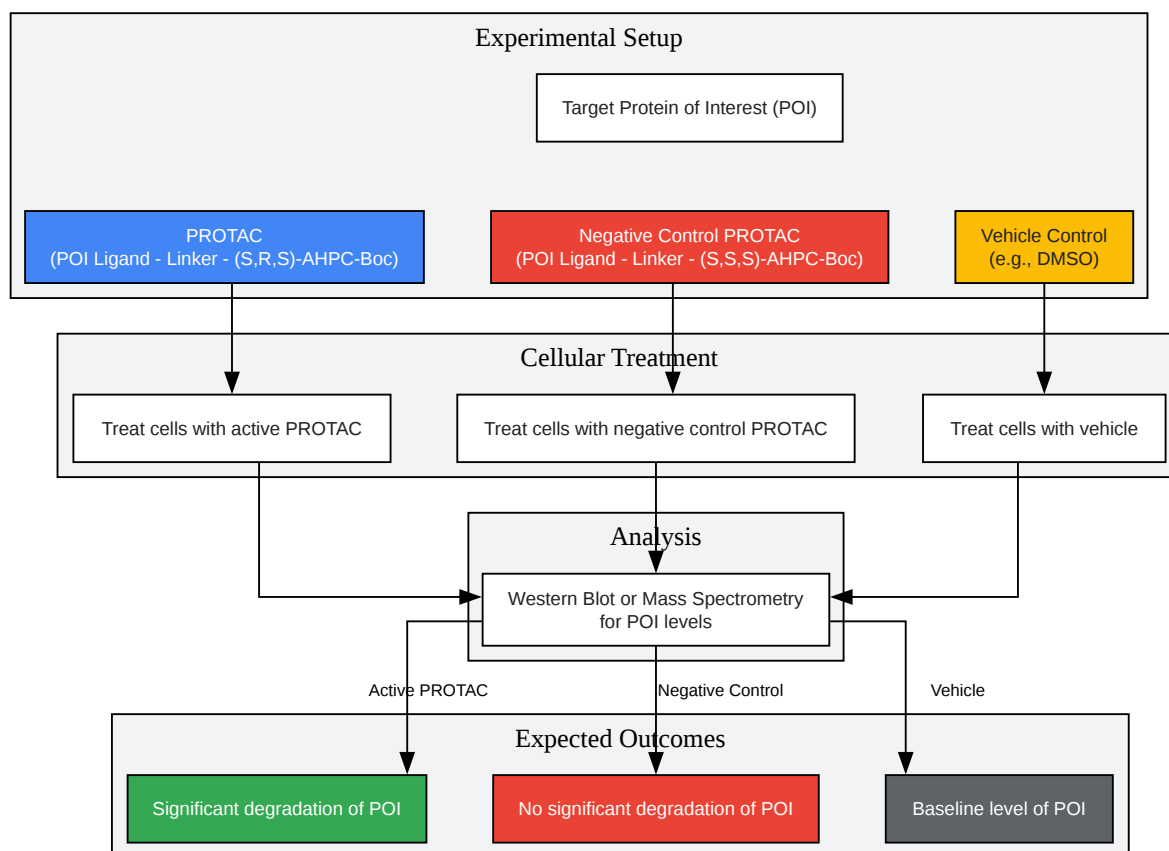 Experimental Setup
Target Protein of Interest (POI)
PROTAC
(POI Ligand - Linker - (S,R,S)-AHPC-Boc)
Negative Control PROTAC
(POI Ligand - Linker - (S,S,S)-AHPC-Boc)
Vehicle Control
(e.g., DMSO)
Cellular Treatment
Treat cells with active PROTAC
Treat cells with negative control PROTAC
Treat cells with vehicle
Analysis
Western Blot or Mass Spectrometry
for POI levels
Active PROTAC
Negative Control
Vehicle
Expected Outcomes
Significant degradation of POI
No significant degradation of POI
Baseline level of POI